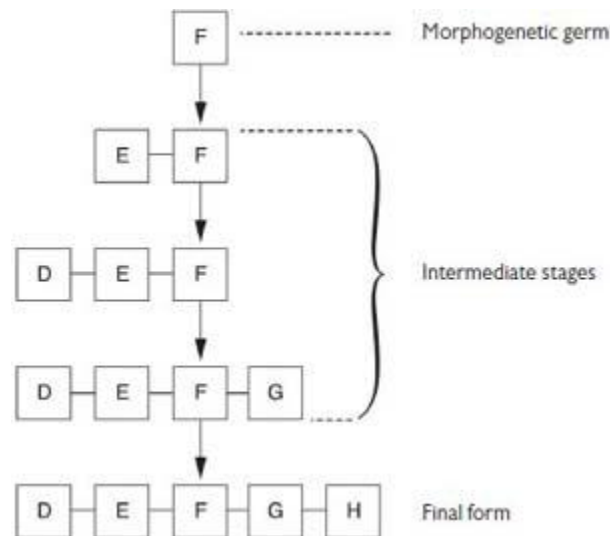 F Morphogenetic germ
E F
D E F
Intermediate stages
D E F G
D E F G H Final form